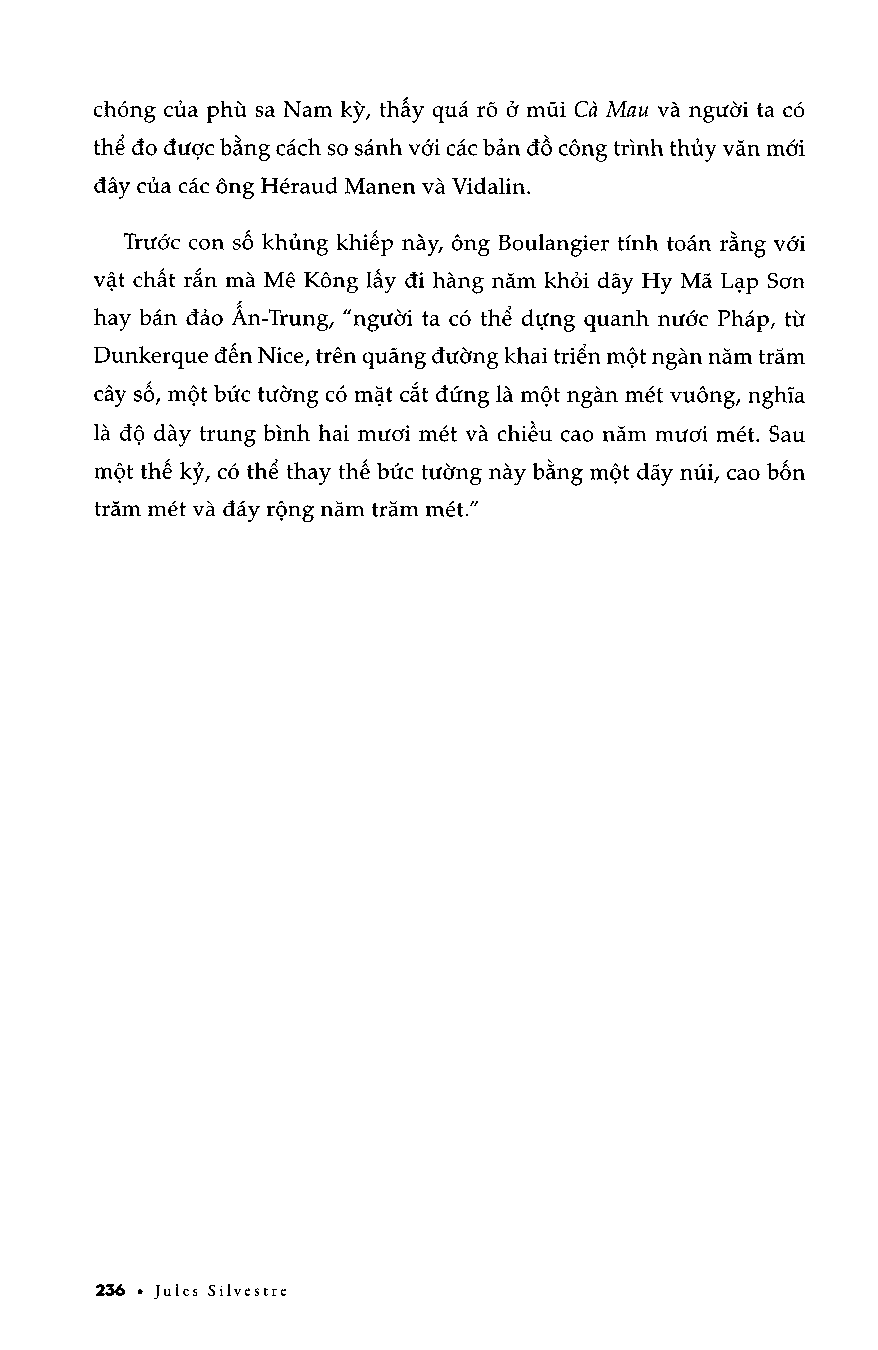 chóng của phù sa Nam kỳ, thấy quá rõ ở mũi Cà Mau và người ta có
thể đo được bằng cách so sánh với các bản đồ công trình thủy văn mới
đây của các ông Héraud Manen và Vidalin.
Trước con số khủng khiếp này, ông Boulangier tính toán rằng với
vật chất rắn mà Mê Kông lấy đi hàng năm khỏi dãy Hy Mã Lạp Sơn
hay bán đảo Ấn-Trung, "người ta có thể dựng quanh nước Pháp, từ
Dunkerque đến Nice, trên quãng đường khai triển một ngàn năm trăm
cây số, một bức tường có mặt cắt đứng là một ngàn mét vuông, nghĩa
là độ dày trung bình hai mươi mét và chiều cao năm mươi mét. Sau
một thế kỷ, có thể thay thế bức tường này bằng một dãy núi, cao bốn
trăm mét và đáy rộng năm trăm mét."
236 • Jules Silvestre